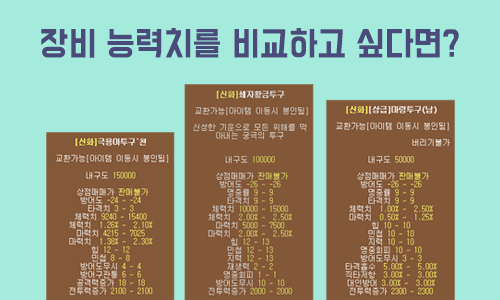 장비 능력치를 비교하고 싶다면?
[신화]극용마투구'천
교환가능[아이템 이동시 봉인됨]
내구도 150000
상점매매가 판매불가
방어도 -24 - -24
타격치 3 - 3
체력치 9240 - 15400
체력치 1.26% - 2.10%
마력치 4215 - 7025
마력치 1.38% - 2.30%
힘 12 - 12
민첩 8 - 8
방어도무시 4 - 4
방어구관통 6 - 6
공격력증가 18 - 18
전투력증가 2100 - 2100
[신화]쇄자황금투구
교환가능[아이템 이동시 봉인됨]
신성한 기운으로 모든 위해를 막
아내는 궁극의 투구
내구도 100000
상점매매가 판매불가
방어도 -26 - -26
명중률 9 - 9
타격치 9 - 9
체력치 10000 - 15000
체력치 2.00% - 2.50%
마력치 5000 - 7500
마력치 2.00% - 2.50%
힘 12 - 13
민첩 12 - 13
지력 12 - 13
재생력 2 - 2
명중회피 1 - 1
방어도무시 10 - 10
전투력증가 2000 - 2000
[신화][상급]마령투구(남)
버리기불가
교환가능[아이템 이동시 봉인됨]
내구도 50000
상점매매가 판매불가
방어도 -26 - -26
명중률 9 - 9
타격치 9 - 9
체력치 1.00% - 2.50%
마력치 0.50% - 1.25%
힘 10 - 10
민첩 10 - 10
지력 10 - 10
명중회피 10 - 10
방어도무시 3 - 3
타격흡수 5.00% - 5.00%
직타저항 3.00% - 3.00%
대인방어 3.00% - 3.00%
전투력증가 2300 - 2300